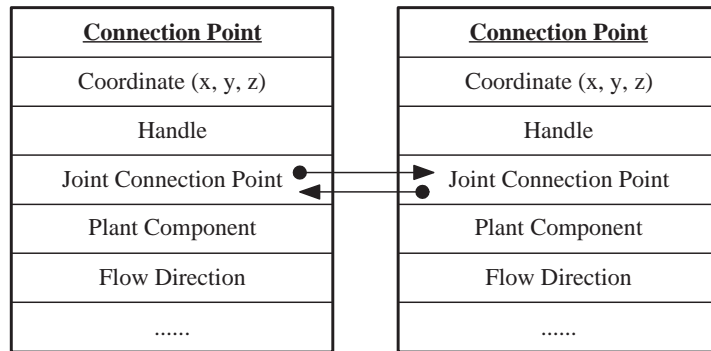 Connection Point
Coordinate (x, y, z)
Handle
Joint Connection Point
Plant Component
Flow Direction
......
Connection Point
Coordinate (x, y, z)
Handle
Joint Connection Point
Plant Component
Flow Direction
......